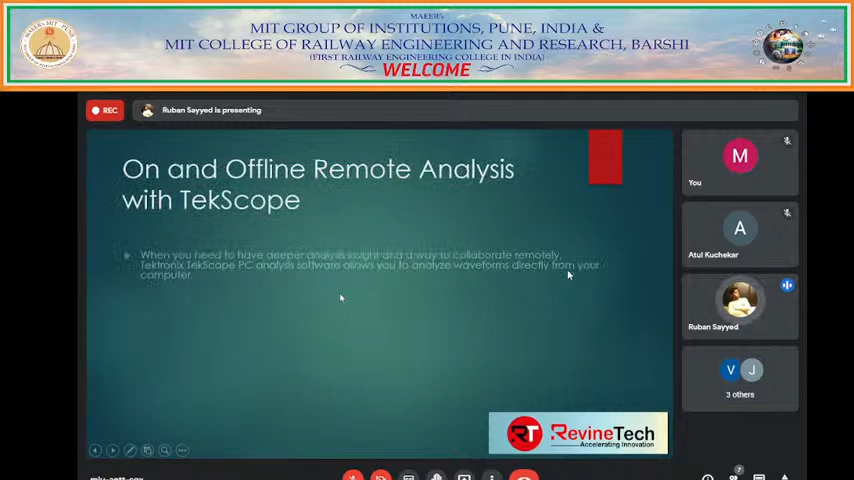 MAEER's
MIT GROUP OF INSTITUTIONS, PUNE, INDIA &
MIT COLLEGE OF RAILWAY ENGINEERING AND RESEARCH, BARSHI
(FIRST RAILWAY ENGINEERING COLLEGE IN INDIA)
WELCOME
REC
Ruban Sayyed is presenting
On and Offline Remote Analysis
with TekScope
When you need to have deeper analysis insight and a way to collaborate remotely,
Tektronix TekScope PC analysis software allows you to analyze waveforms directly from your
computer.
RT RevineTech
Accelerating Innovation
M
You
A
Atul Kuchekar
Ruban Sayyed
V J
3 others
7